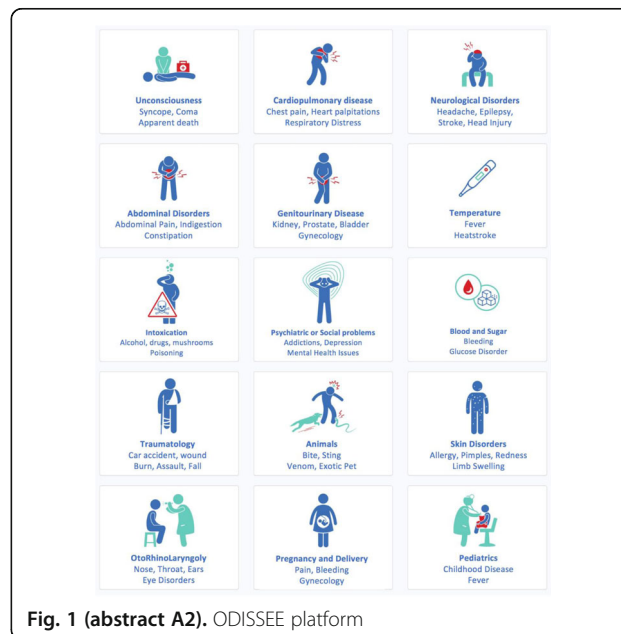 Unconsciousness
Syncope, Coma
Apparent death
Cardiopulmonary disease
Chest pain, Heart palpitations
Respiratory Distress
Neurological Disorders
Headache, Epilepsy,
Stroke, Head Injury
Abdominal Disorders
Abdominal Pain, Indigestion
Constipation
Genitourinary Disease
Kidney, Prostate, Bladder
Gynecology
Temperature
Fever
Heatstroke
Intoxication
Alcohol, drugs, mushrooms
Poisoning
Psychiatric or Social problems
Addictions, Depression
Mental Health Issues
Blood and Sugar
Bleeding
Glucose Disorder
Traumatology
Car accident, wound
Burn, Assault, Fall
Animals
Bite, Sting
Venom, Exotic Pet
Skin Disorders
Allergy, Pimples, Redness
Limb Swelling
OtoRhinoLaryngoly
Nose, Throat, Ears
Eye Disorders
Pregnancy and Delivery
Pain, Bleeding
Gynecology
Pediatrics
Childhood Disease
Fever
Fig. 1 (abstract A2). ODISSEE platform